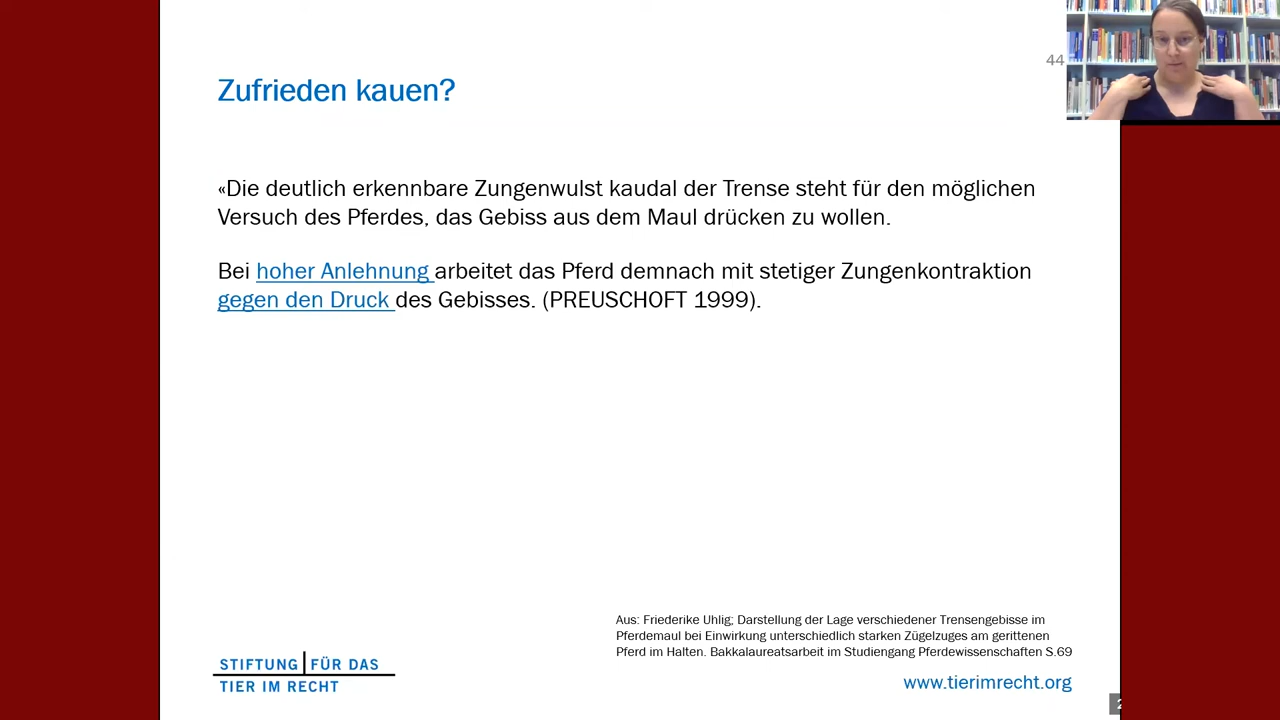 44
Zufrieden kauen?
«Die deutlich erkennbare Zungenwulst kaudal der Trense steht für den möglichen
Versuch des Pferdes, das Gebiss aus dem Maul drücken zu wollen.
Bei hoher Anlehnung arbeitet das Pferd demnach mit stetiger Zungenkontraktion
gegen den Druck des Gebisses. (PREUSCHOFT 1999).
Aus: Friederike Uhlig; Darstellung der Lage verschiedener Trensengebisse im
Pferdemaul bei Einwirkung unterschiedlich starken Zügelzuges am gerittenen
Pferd im Halten. Bakkalaureatsarbeit im Studiengang Pferdewissenschaften S.69
STIFTUNG FÜR DAS
TIER IM RECHT
www.tierimrecht.org